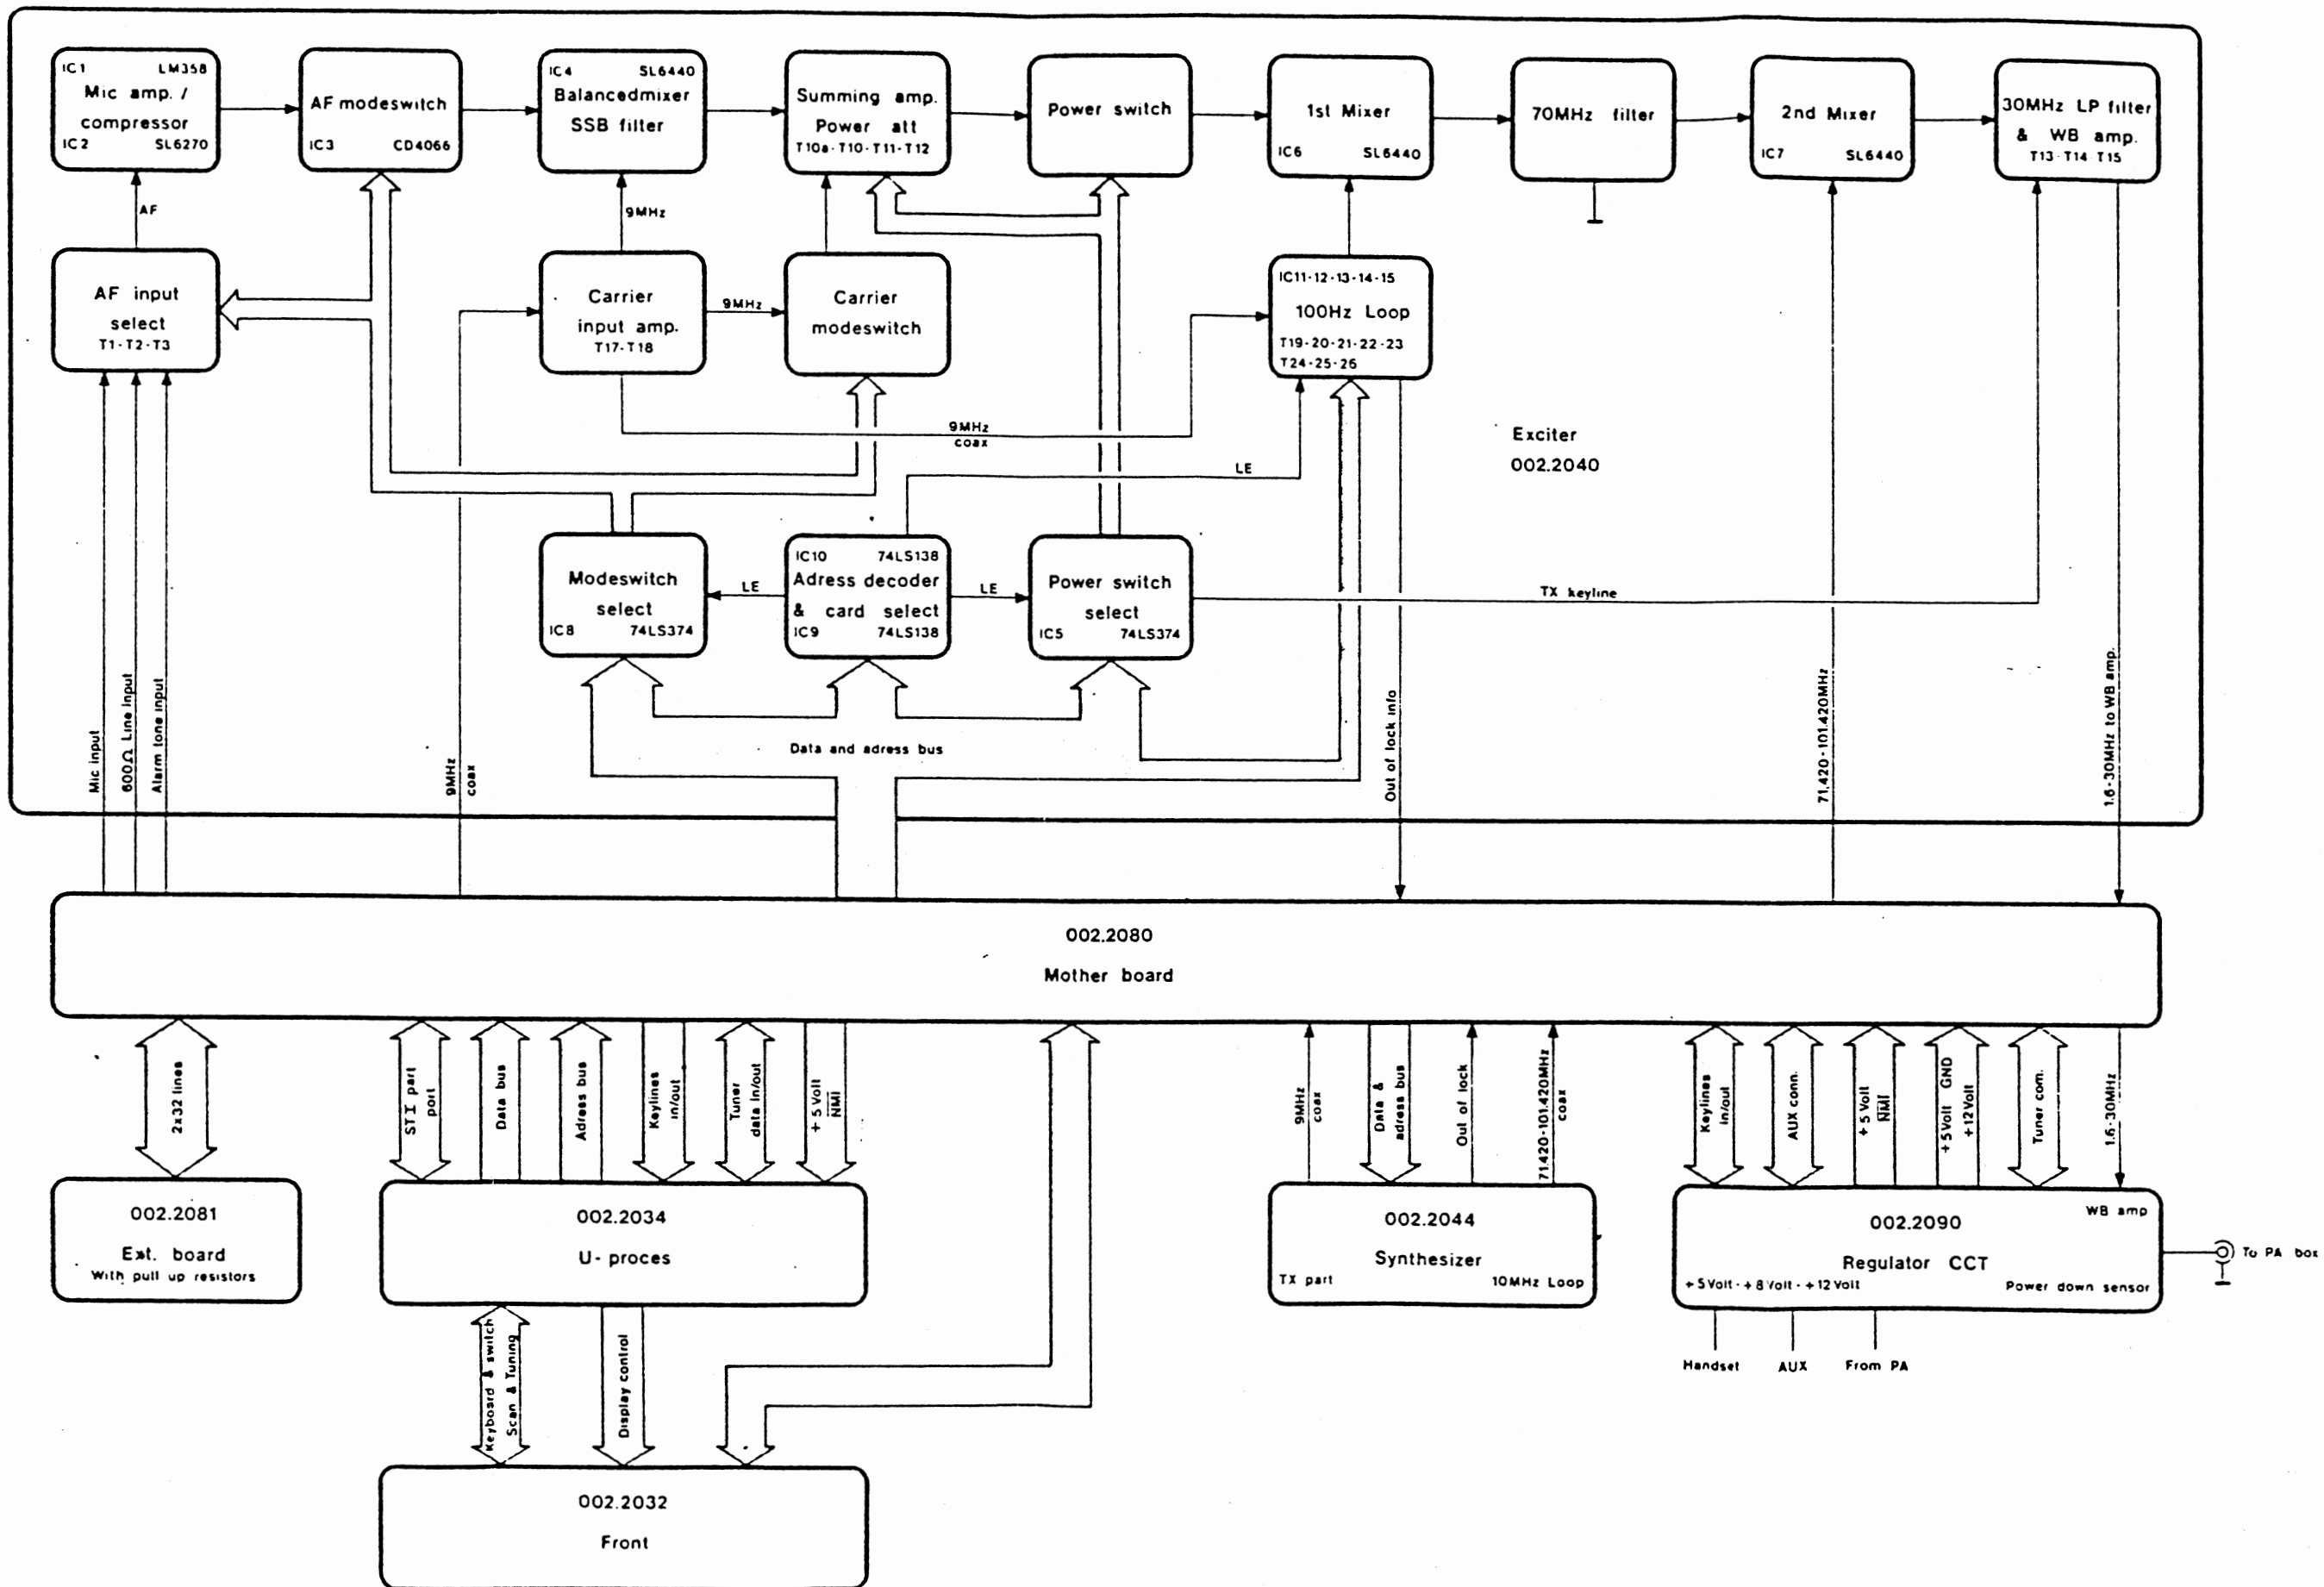 IC1 LM358
Mic amp. /
compressor
IC2 SL6270
AF modeswitch
IC3 CD4066
IC4 SL6440
Balancedmixer
SSB filter
Summing amp.
Power att
T10a-T10-T11-T12
Power switch
1st Mixer
IC6 SL6440
70MHz filter
2nd Mixer
IC7 SL6440
30MHz LP filter
& WB amp.
T13-T14 T15
AF
9MHz
AF input
select
T1-T2-T3
Carrier
input amp.
T17-T18
9MHz
Carrier
modeswitch
IC11-12-13-14-15
100Hz Loop
T19-20-21-22-23
T24-25-26
9MHz
coax
LE
Exciter
002.2040
Modeswitch
select
IC8 74LS374
LE
IC10 74LS138
Adress decoder
& card select
IC9 74LS138
LE
Power switch
select
IC5 74LS374
TX keyline
Mic input
600Ω Line input
Alarm tone input
9MHz
coax
Data and adress bus
Out of lock info
71,420-101.420MHz
1.6-30MHz to WB amp.
002.2080
Mother board
2x32 lines
STI part
port
Data bus
Adress bus
Keylines
in/out
Tuner
data in/out
+5 Volt
NMI
9MHz
coax
Data &
adress bus
Out of lock
71.420-101.420MHz
coax
Keylines
in/out
AUX conn.
+5 Volt
NMI
+5 Volt GND
+12 Volt
Tuner com.
1.6-30MHz
002.2081
Ext. board
With pull up resistors
002.2034
U-proces
002.2044
Synthesizer
TX part 10MHz Loop
WB amp
002.2090
Regulator CCT
+5 Volt - +8 Volt - +12 Volt Power down sensor
To PA box
Keyboard & switch
Scan & Tuning
Display control
Handset
AUX
From PA
002.2032
Front